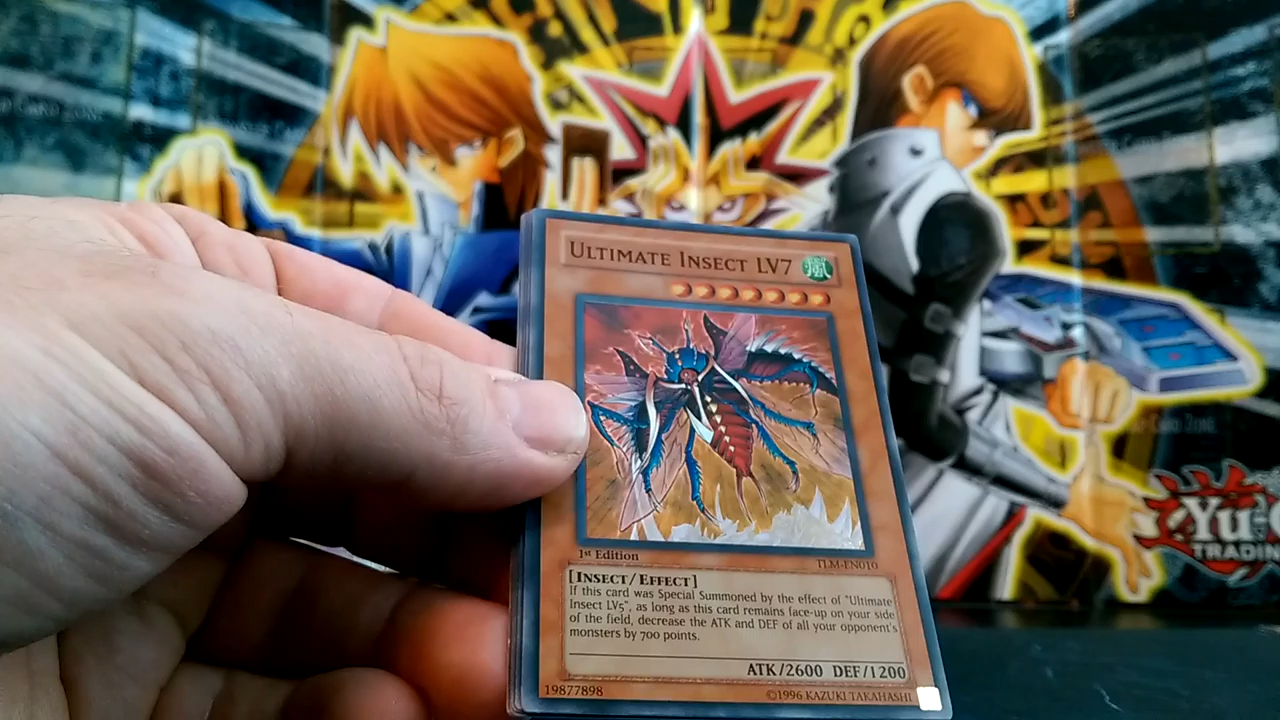 ULTIMATE INSECT LV7
風
1st Edition
TLM-EN010
[INSECT/EFFECT]
If this card was Special Summoned by the effect of "Ultimate
Insect LV5", as long as this card remains face-up on your side
of the field, decrease the ATK and DEF of all your opponent's
monsters by 700 points.
ATK/2600 DEF/1200
19877898
©1996 KAZUKI TAKAHASHI
Yu
TRADIN